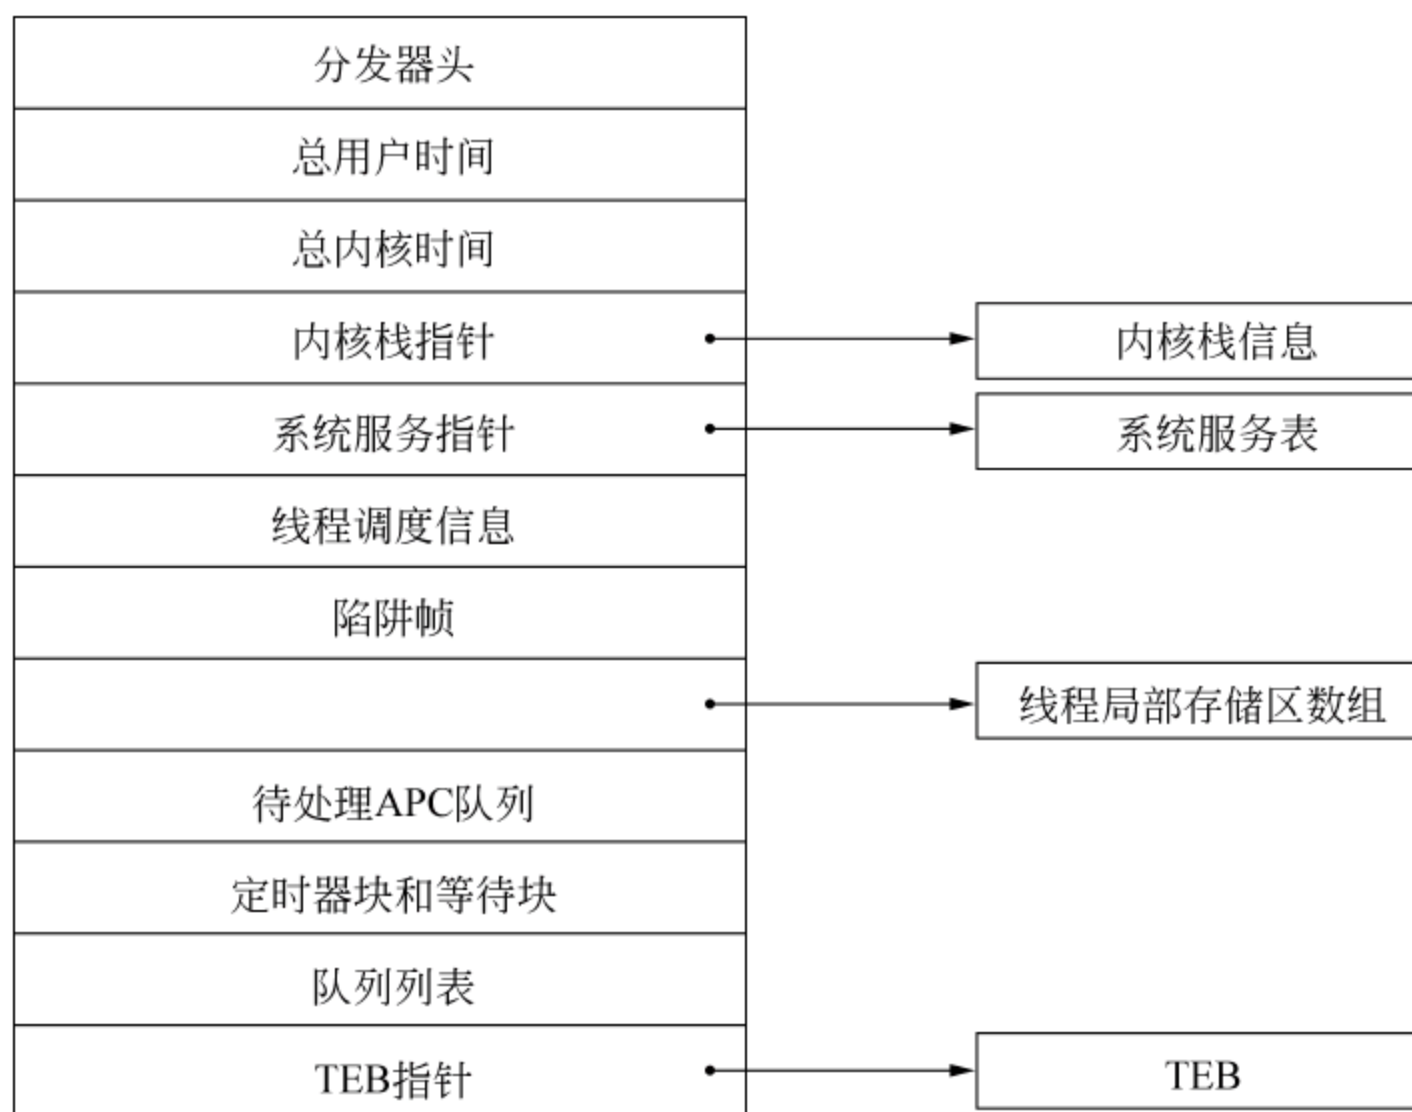 分发器头
总用户时间
总内核时间
内核栈指针
内核栈信息
系统服务指针
系统服务表
线程调度信息
陷阱帧
线程局部存储区数组
待处理APC队列
定时器块和等待块
队列列表
TEB指针
TEB